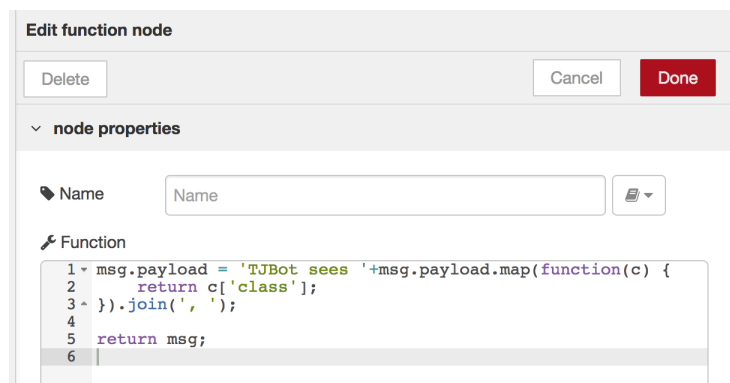 Edit function node
Delete
Cancel
Done
node properties
Name
Name
Function
1 msg.payload = 'TJBot sees '+msg.payload.map(function(c) {
2     return c['class'];
3 }).join(', ');
4
5 return msg;
6